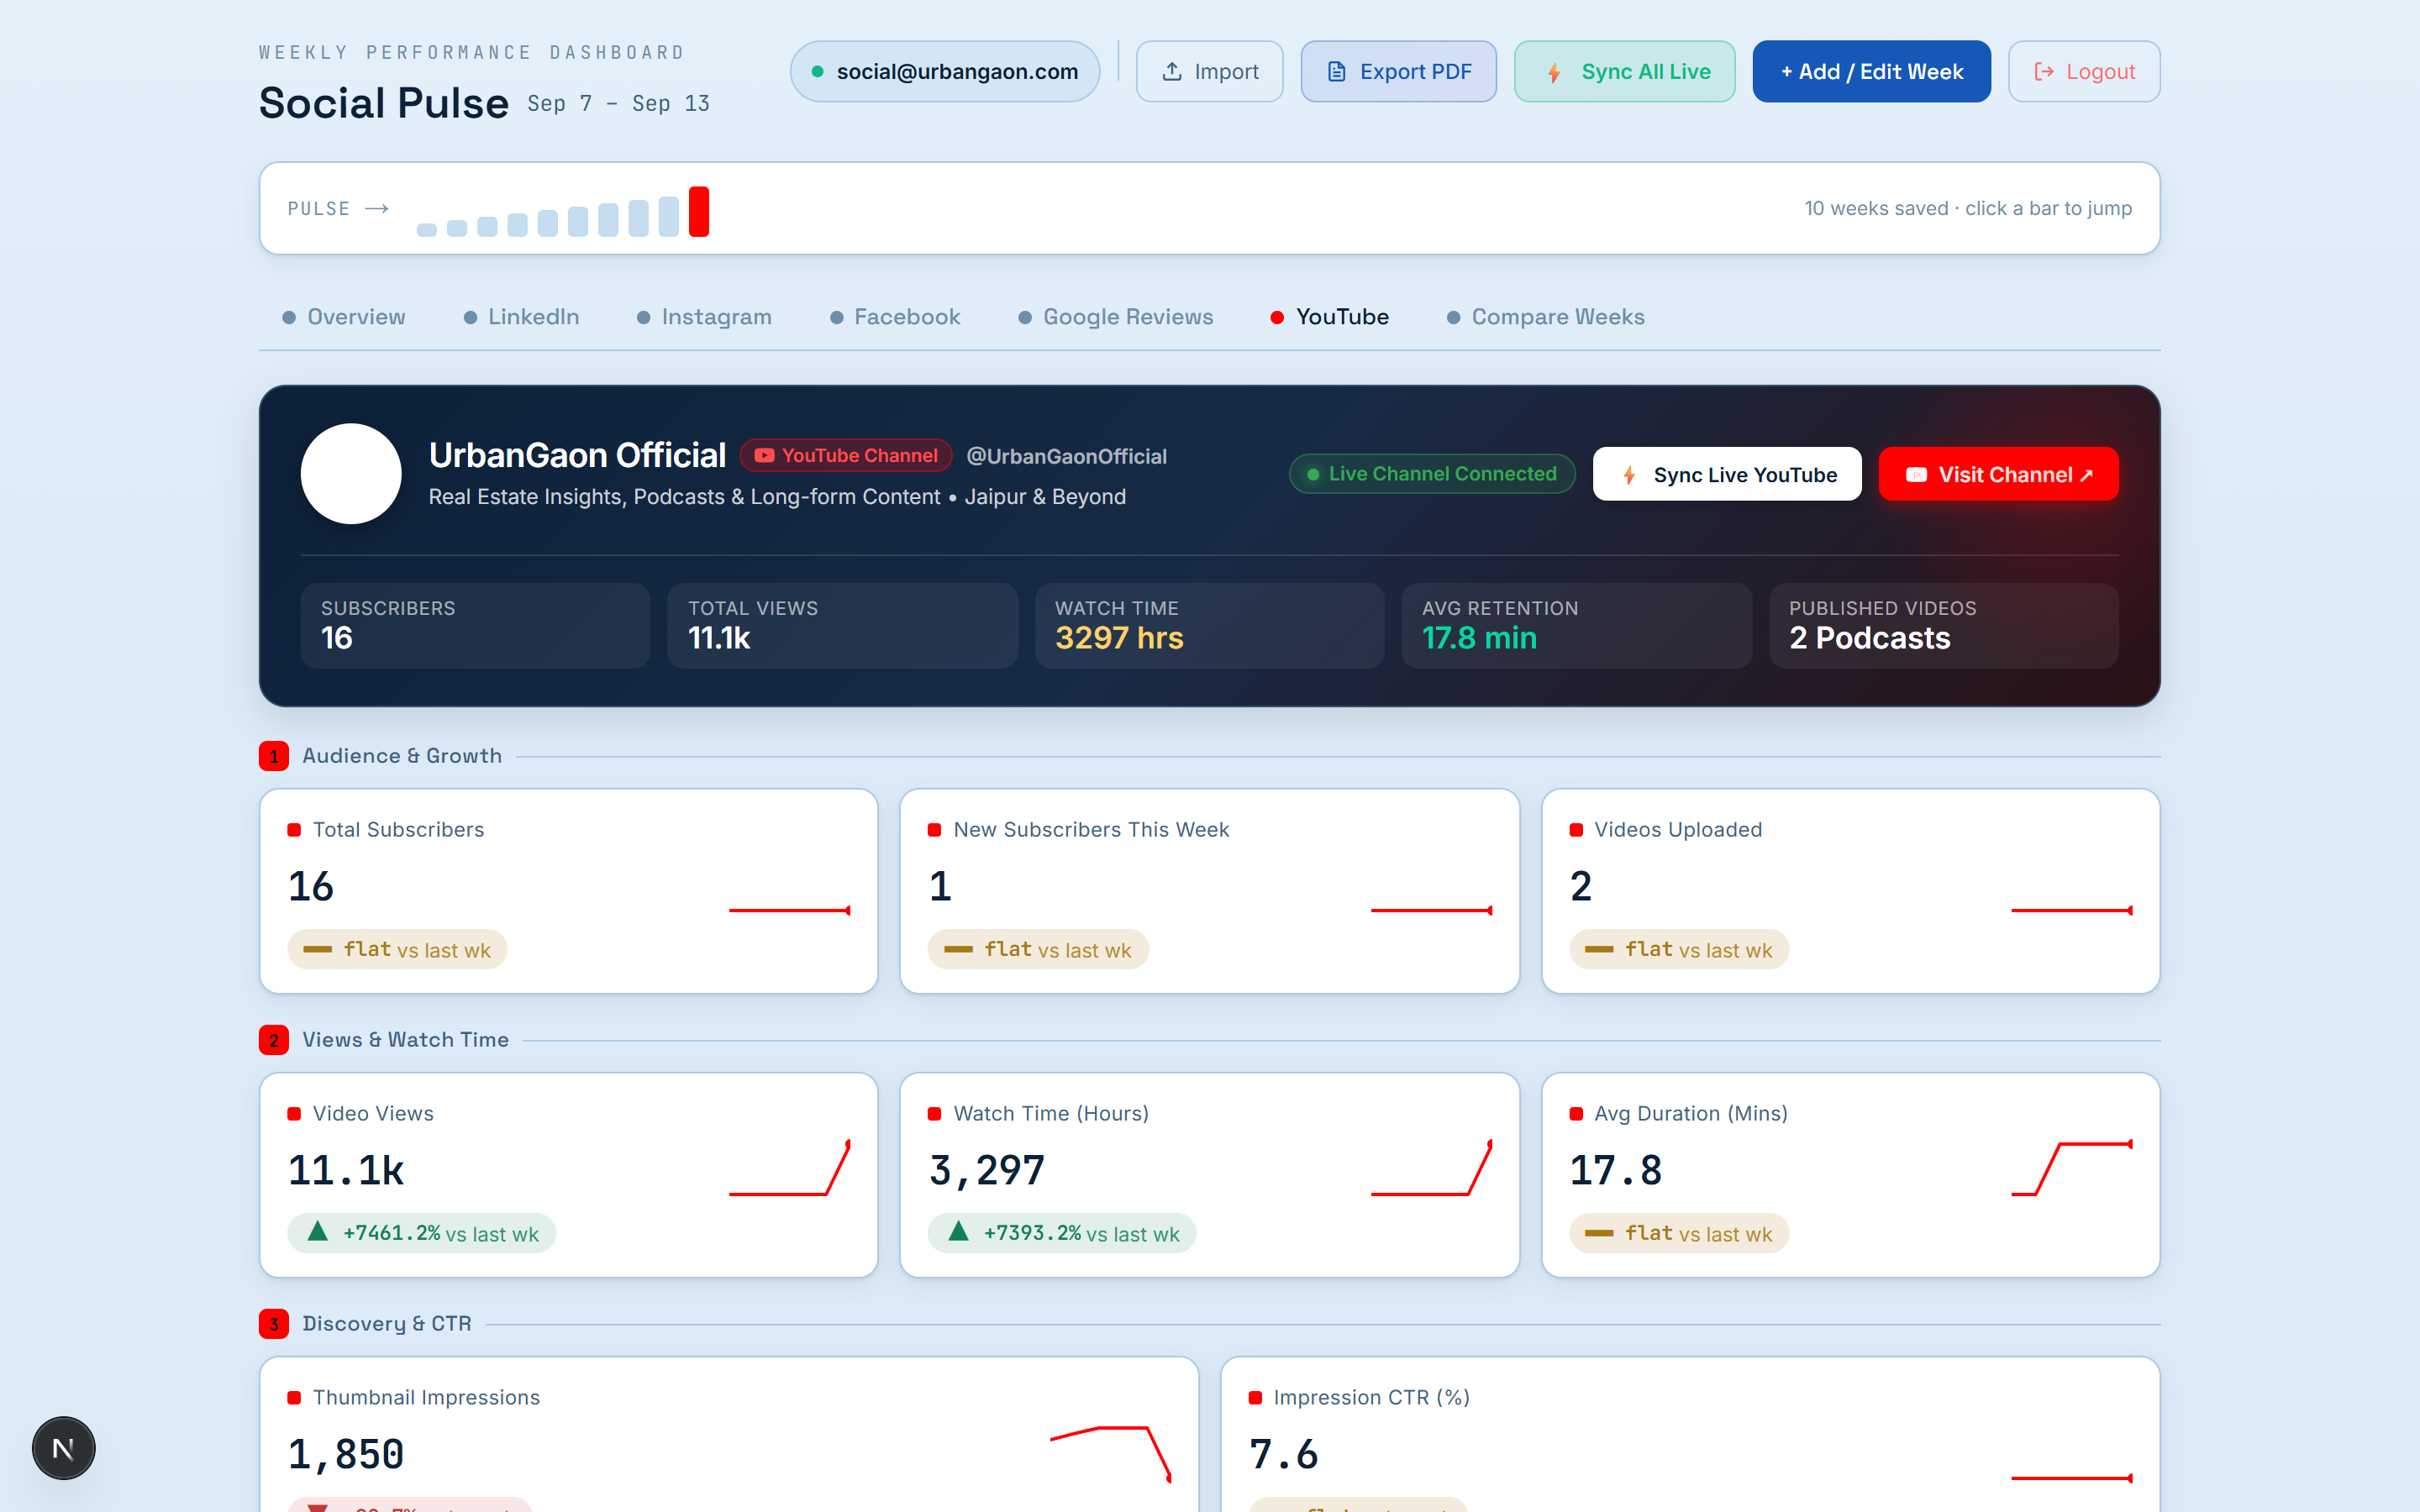 WEEKLY PERFORMANCE DASHBOARD
Social Pulse Sep 7 – Sep 13
social@urbangaon.com
Import
Export PDF
Sync All Live
+ Add / Edit Week
Logout
PULSE →
10 weeks saved · click a bar to jump
Overview
LinkedIn
Instagram
Facebook
Google Reviews
YouTube
Compare Weeks
UrbanGaon Official YouTube Channel @UrbanGaonOfficial
Real Estate Insights, Podcasts & Long-form Content • Jaipur & Beyond
Live Channel Connected
Sync Live YouTube
Visit Channel ↗
SUBSCRIBERS
16
TOTAL VIEWS
11.1k
WATCH TIME
3297 hrs
AVG RETENTION
17.8 min
PUBLISHED VIDEOS
2 Podcasts
1 Audience & Growth
Total Subscribers
16
flat vs last wk
New Subscribers This Week
1
flat vs last wk
Videos Uploaded
2
flat vs last wk
2 Views & Watch Time
Video Views
11.1k
▲ +7461.2% vs last wk
Watch Time (Hours)
3,297
▲ +7393.2% vs last wk
Avg Duration (Mins)
17.8
flat vs last wk
3 Discovery & CTR
Thumbnail Impressions
1,850
Impression CTR (%)
7.6
N